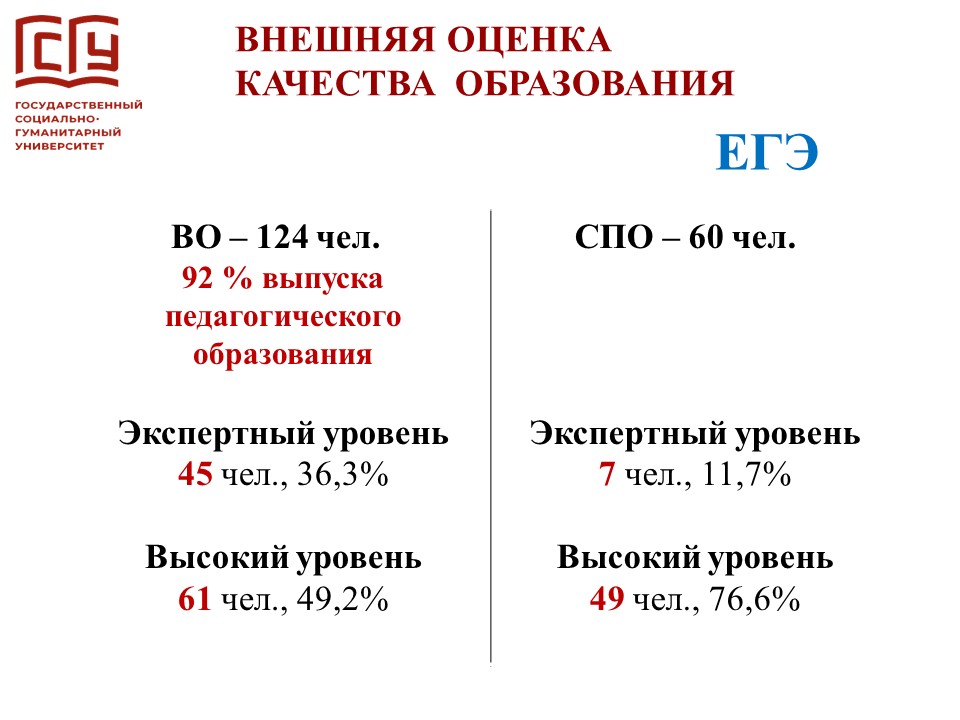 ГСГУ
ГОСУДАРСТВЕННЫЙ
СОЦИАЛЬНО-
ГУМАНИТАРНЫЙ
УНИВЕРСИТЕТ
ВНЕШНЯЯ ОЦЕНКА
КАЧЕСТВА ОБРАЗОВАНИЯ
ЕГЭ
ВО – 124 чел.
92 % выпуска
педагогического
образования
Экспертный уровень
45 чел., 36,3%
Высокий уровень
61 чел., 49,2%
СПО – 60 чел.
Экспертный уровень
7 чел., 11,7%
Высокий уровень
49 чел., 76,6%